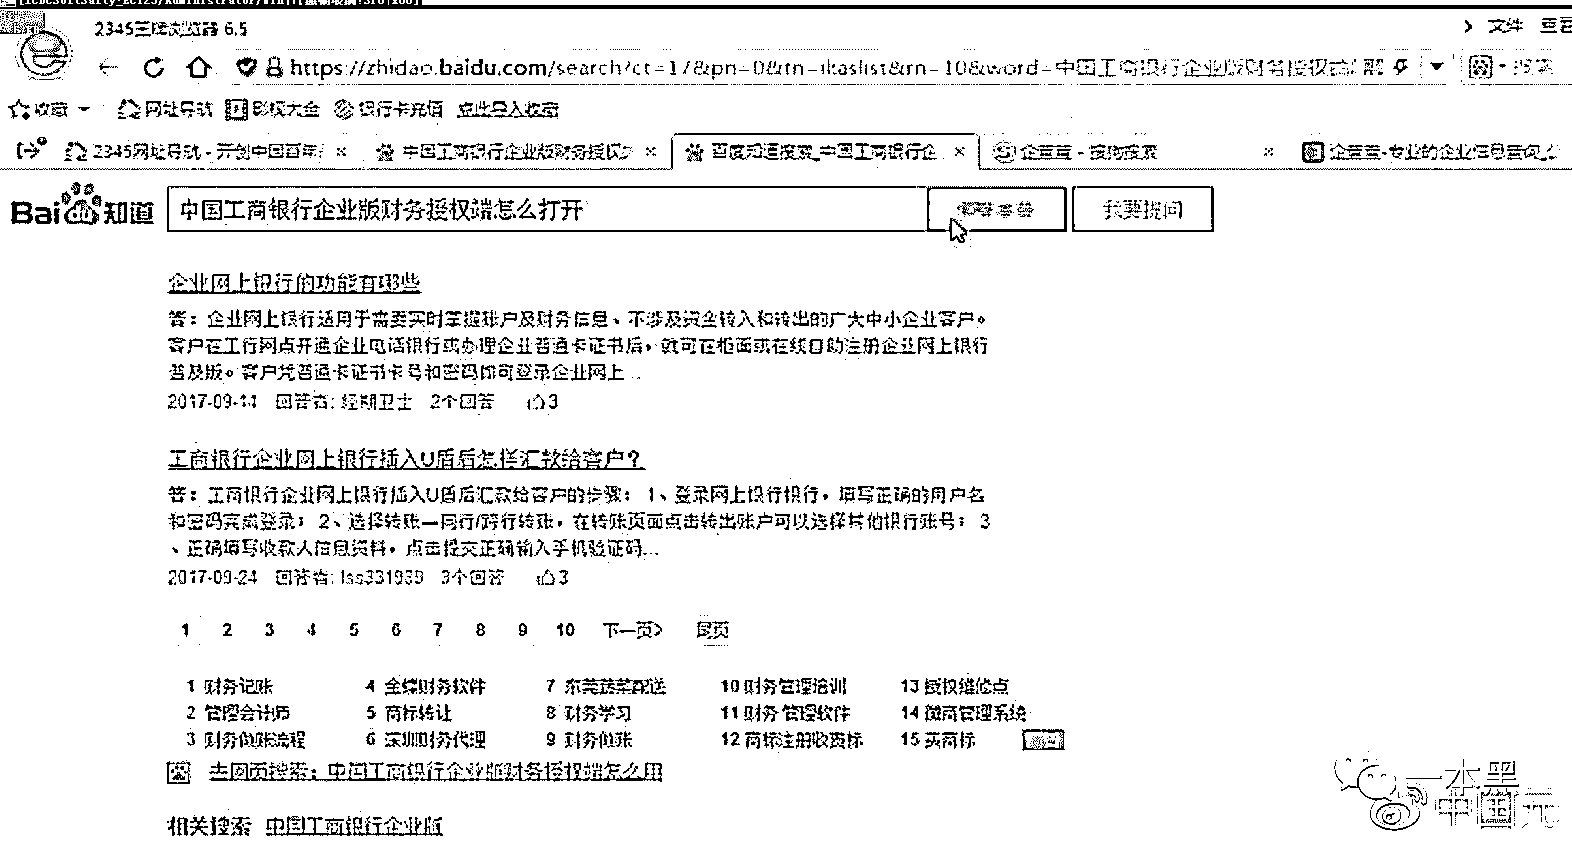 2345王牌浏览器 6.5
文件
https://zhidao.baidu.com/search?ct=17&pn=0&tn=ikaslist&rn=10&word=中国工商银行企业版财务授权
收藏 网址导航 影视大全 银行卡充值 点此导入收藏
2345网址导航 - 开创中国百年 中国工商银行企业版财务授权 百度知道搜索_中国工商银行企 企查查 - 搜狗搜索 企查查-专业的企业信息查询_
Bai 知道 中国工商银行企业版财务授权端怎么打开 搜索答案 我要提问
企业网上银行的功能有哪些
答：企业网上银行适用于需要实时掌握账户及财务信息、不涉及资金转入和转出的广大中小企业客户。
客户在工行网点开通企业电话银行或办理企业普通卡证书后，就可在柜面或在线自助注册企业网上银行
普及版。客户凭普通卡证书卡号和密码即可登录企业网上...
2017-09-14 回答者: 经期卫士 2个回答 3
工商银行企业网上银行插入U盾后怎样汇款给客户？
答：工商银行企业网上银行插入U盾后汇款给客户的步骤： 1、登录网上银行银行，填写正确的用户名
和密码完成登录； 2、选择转账—同行/跨行转账，在转账页面点击转出账户可以选择其他银行账号； 3
、正确填写收款人信息资料，点击提交正确输入手机验证码...
2017-09-24 回答者: lss331939 3个回答 3
1 2 3 4 5 6 7 8 9 10 下一页> 尾页
1 财务记账 4 金蝶财务软件 7 东莞蔬菜配送 10 财务管理培训 13 授权维修点
2 管理会计师 5 商标转让 8 财务学习 11 财务管理软件 14 微商管理系统
3 财务做账流程 6 深圳财务代理 9 财务做账 12 商标注册收费标 15 买商标
去网页搜索：中国工商银行企业版财务授权端怎么用
相关搜索 中国工商银行企业版
一水黑
中国元